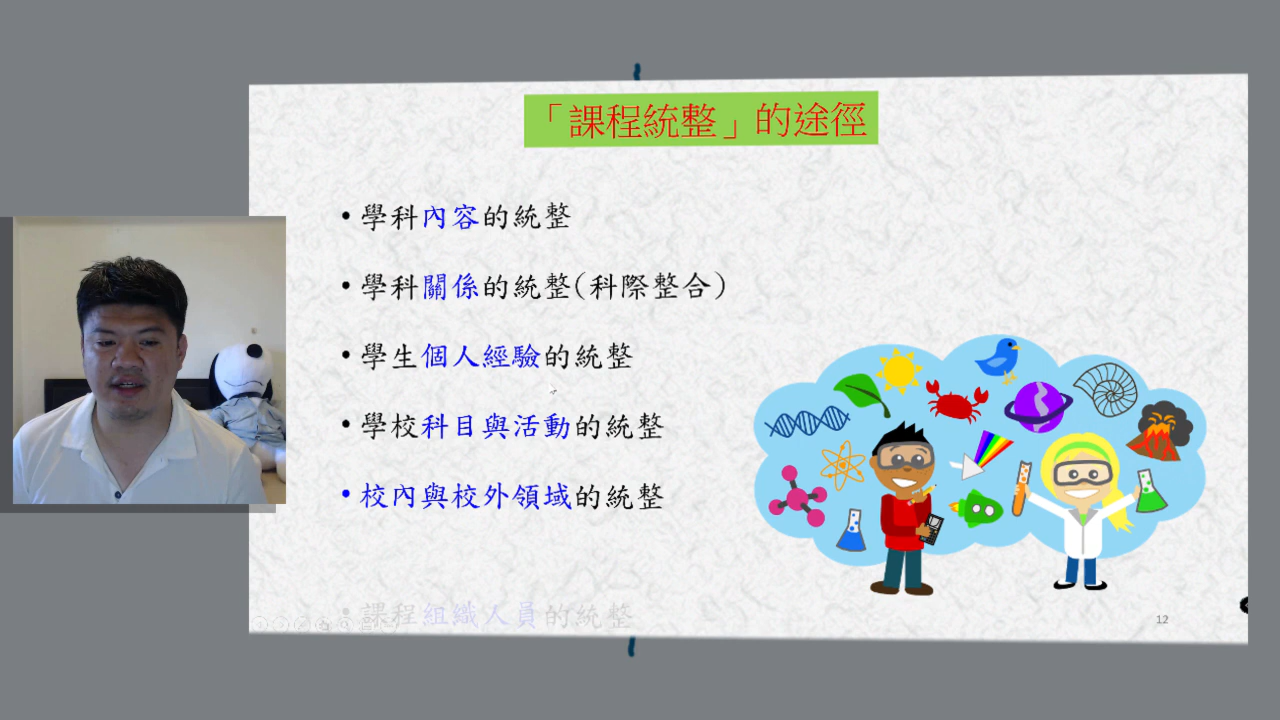 「課程統整」的途徑
•學科內容的統整
•學科關係的統整(科際整合)
•學生個人經驗的統整
•學校科目與活動的統整
•校內與校外領域的統整
•課程組織人員的統整
12